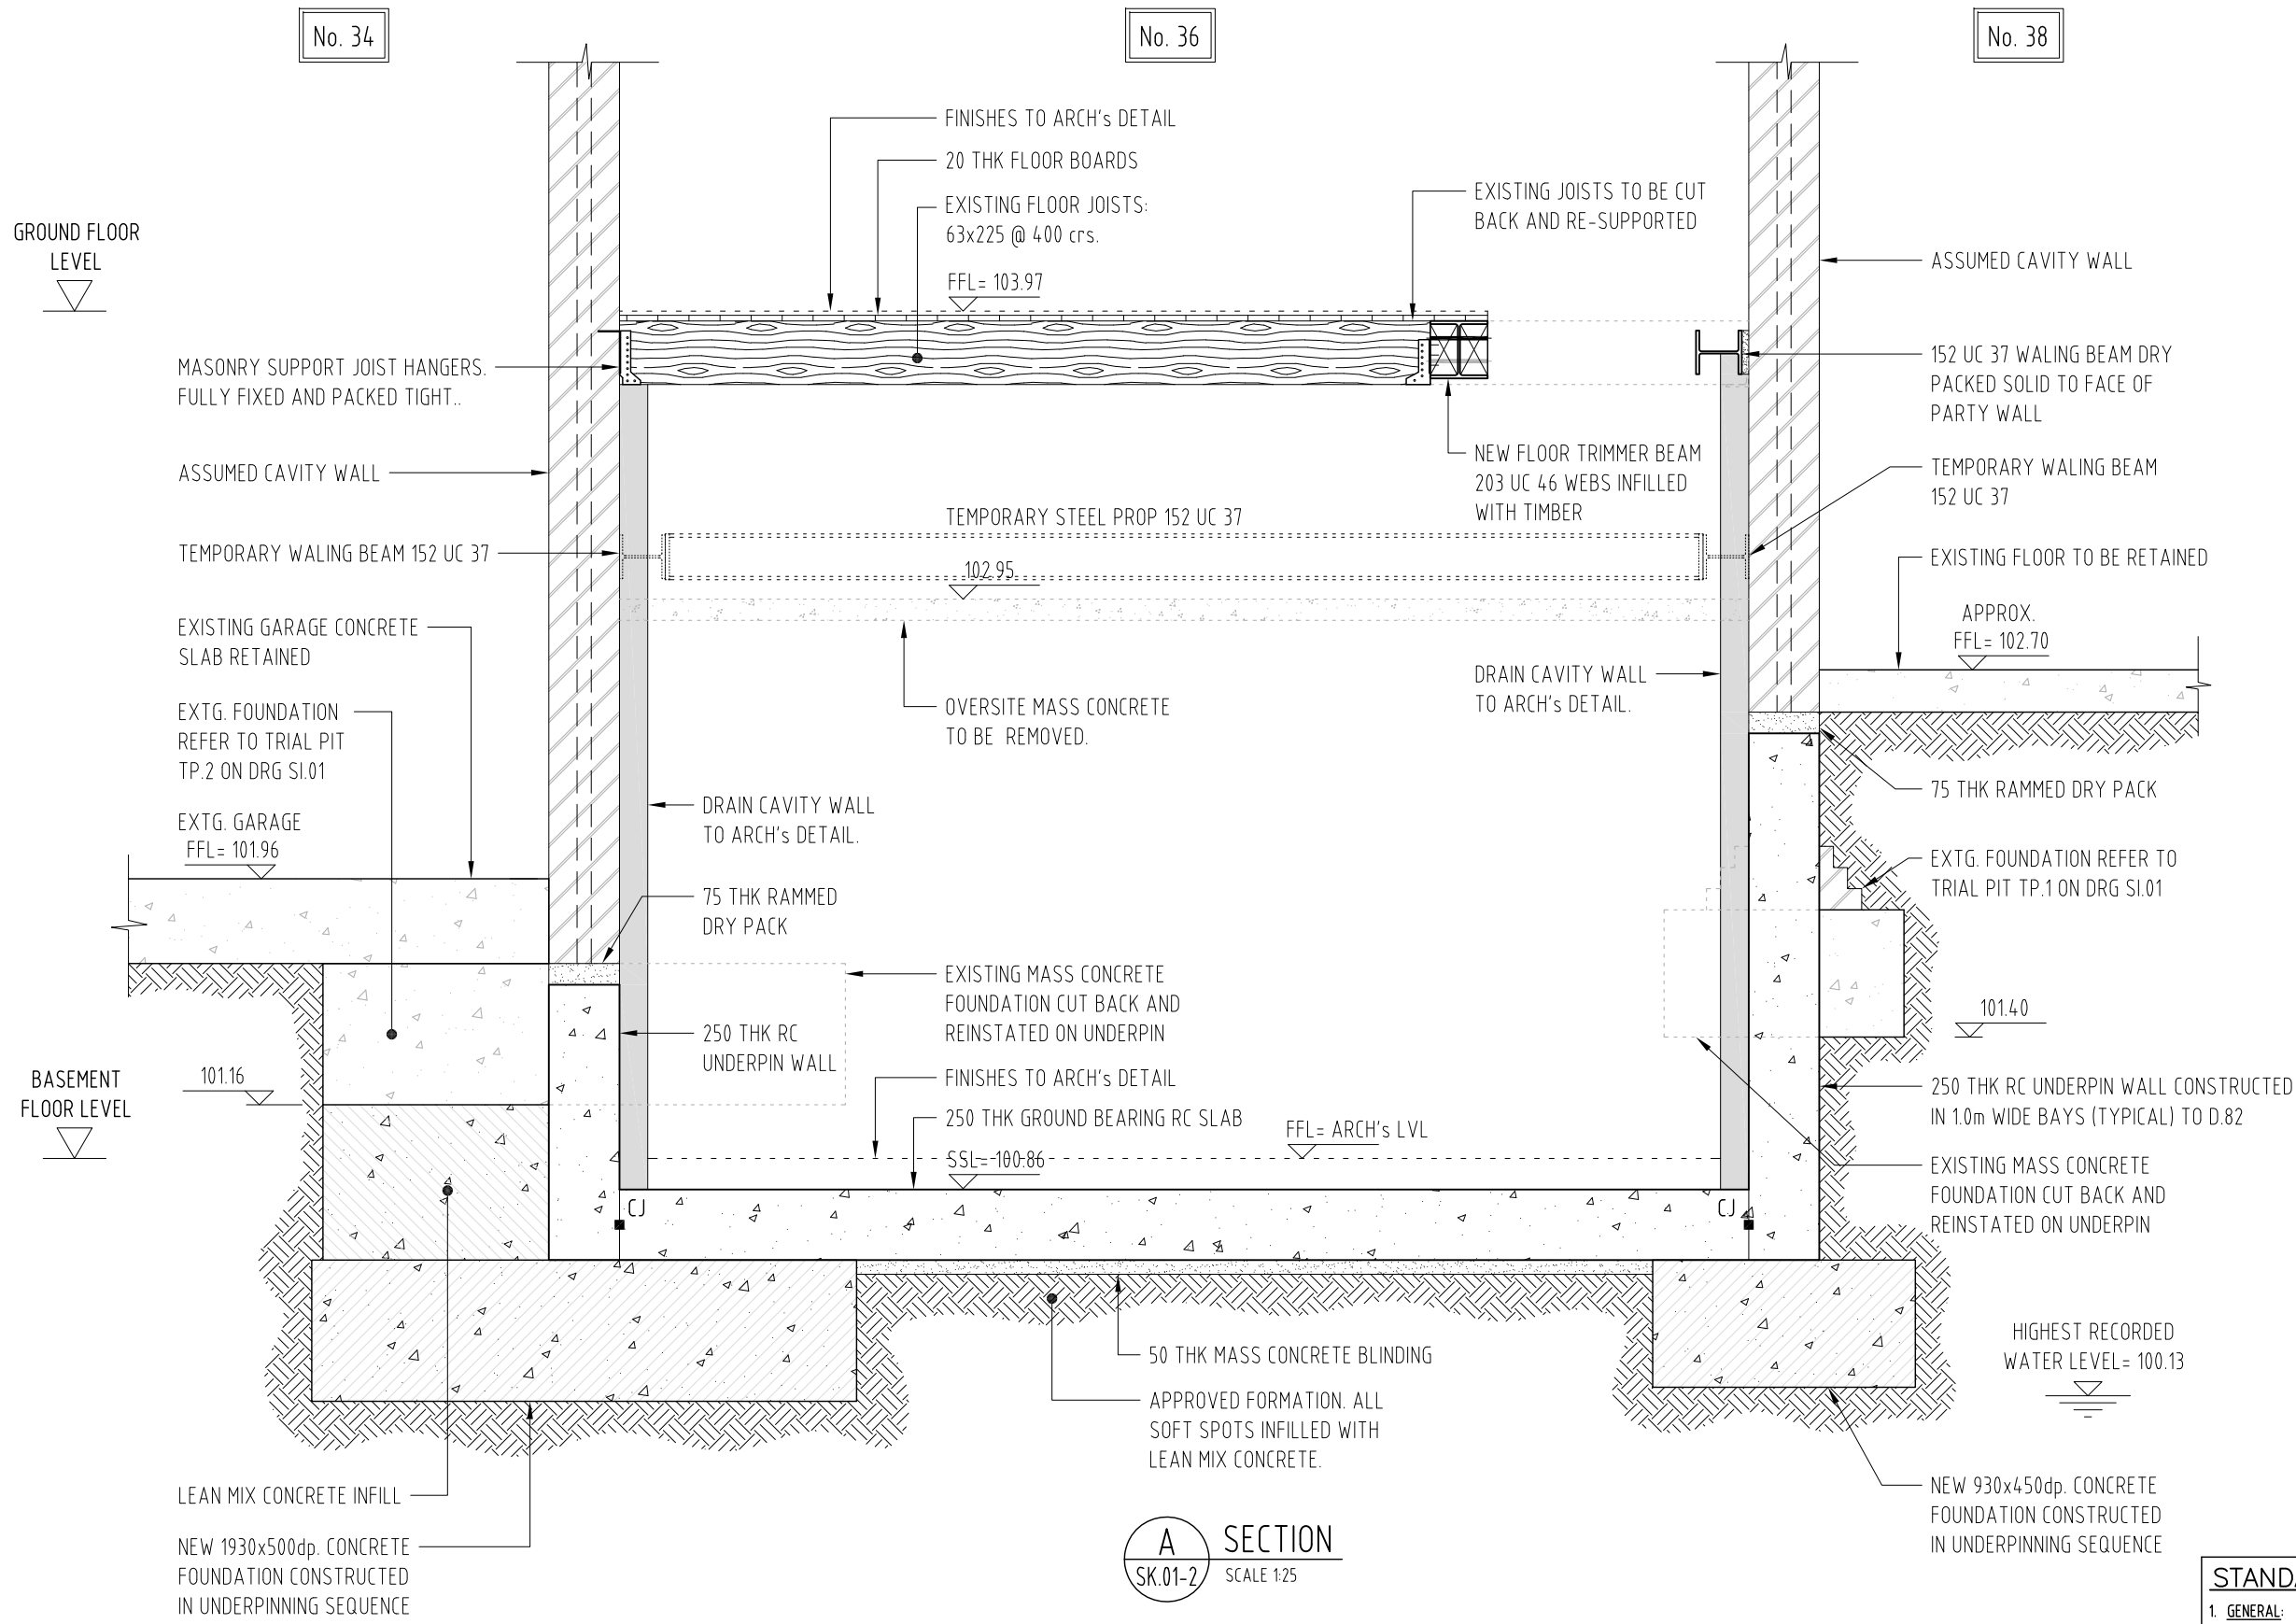 No. 34
No. 36
No. 38
FINISHES TO ARCH's DETAIL
20 THK FLOOR BOARDS
EXISTING FLOOR JOISTS:
63x225 @ 400 crs.
FFL= 103.97
EXISTING JOISTS TO BE CUT
BACK AND RE-SUPPORTED
GROUND FLOOR
LEVEL
ASSUMED CAVITY WALL
MASONRY SUPPORT JOIST HANGERS.
FULLY FIXED AND PACKED TIGHT..
152 UC 37 WALING BEAM DRY
PACKED SOLID TO FACE OF
PARTY WALL
ASSUMED CAVITY WALL
NEW FLOOR TRIMMER BEAM
203 UC 46 WEBS INFILLED
WITH TIMBER
TEMPORARY WALING BEAM
152 UC 37
TEMPORARY STEEL PROP 152 UC 37
TEMPORARY WALING BEAM 152 UC 37
102.95
EXISTING FLOOR TO BE RETAINED
APPROX.
FFL= 102.70
EXISTING GARAGE CONCRETE
SLAB RETAINED
DRAIN CAVITY WALL
TO ARCH's DETAIL.
OVERSITE MASS CONCRETE
TO BE REMOVED.
EXTG. FOUNDATION
REFER TO TRIAL PIT
TP.2 ON DRG SI.01
75 THK RAMMED DRY PACK
DRAIN CAVITY WALL
TO ARCH's DETAIL.
EXTG. GARAGE
FFL= 101.96
EXTG. FOUNDATION REFER TO
TRIAL PIT TP.1 ON DRG SI.01
75 THK RAMMED
DRY PACK
EXISTING MASS CONCRETE
FOUNDATION CUT BACK AND
REINSTATED ON UNDERPIN
101.40
250 THK RC
UNDERPIN WALL
BASEMENT
FLOOR LEVEL
101.16
FINISHES TO ARCH's DETAIL
250 THK GROUND BEARING RC SLAB
FFL= ARCH's LVL
SSL= 100.86
250 THK RC UNDERPIN WALL CONSTRUCTED
IN 1.0m WIDE BAYS (TYPICAL) TO D.82
EXISTING MASS CONCRETE
FOUNDATION CUT BACK AND
REINSTATED ON UNDERPIN
CJ
CJ
HIGHEST RECORDED
WATER LEVEL= 100.13
50 THK MASS CONCRETE BLINDING
APPROVED FORMATION. ALL
SOFT SPOTS INFILLED WITH
LEAN MIX CONCRETE.
LEAN MIX CONCRETE INFILL
NEW 1930x500dp. CONCRETE
FOUNDATION CONSTRUCTED
IN UNDERPINNING SEQUENCE
NEW 930x450dp. CONCRETE
FOUNDATION CONSTRUCTED
IN UNDERPINNING SEQUENCE
A
SK.01-2
SECTION
SCALE 1:25
STANDA
1. GENERAL: